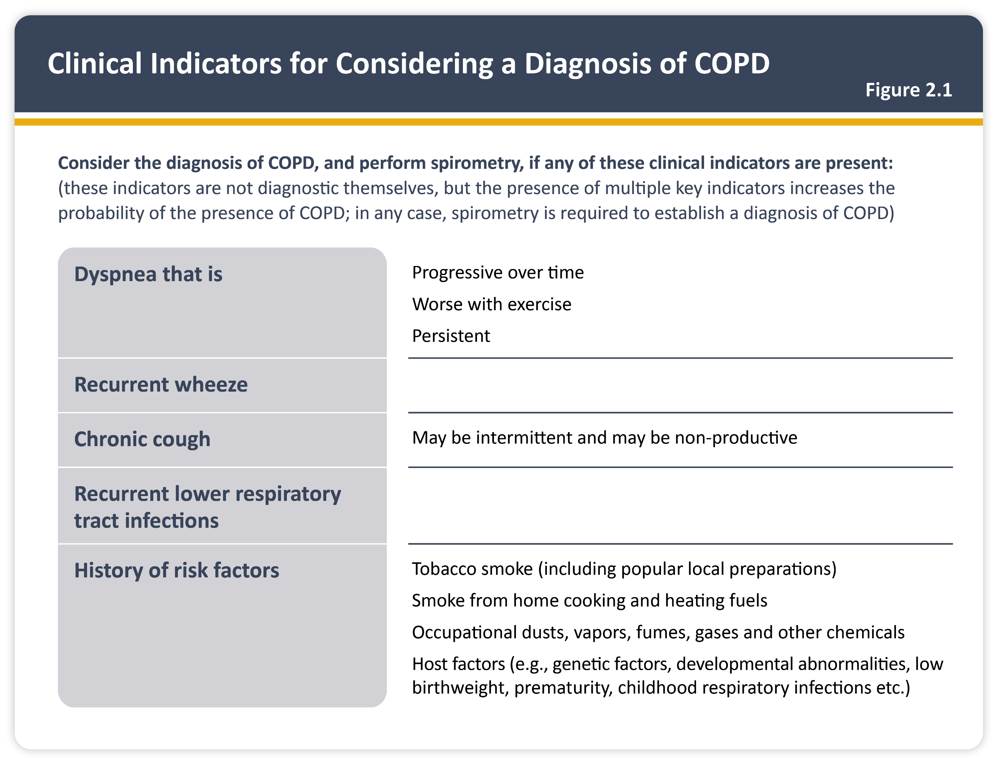 Clinical Indicators for Considering a Diagnosis of COPD
Figure 2.1
Consider the diagnosis of COPD, and perform spirometry, if any of these clinical indicators are present:
(these indicators are not diagnostic themselves, but the presence of multiple key indicators increases the
probability of the presence of COPD; in any case, spirometry is required to establish a diagnosis of COPD)
Dyspnea that is
Progressive over time
Worse with exercise
Persistent
Recurrent wheeze
Chronic cough
May be intermittent and may be non-productive
Recurrent lower respiratory
tract infections
History of risk factors
Tobacco smoke (including popular local preparations)
Smoke from home cooking and heating fuels
Occupational dusts, vapors, fumes, gases and other chemicals
Host factors (e.g., genetic factors, developmental abnormalities, low
birthweight, prematurity, childhood respiratory infections etc.)